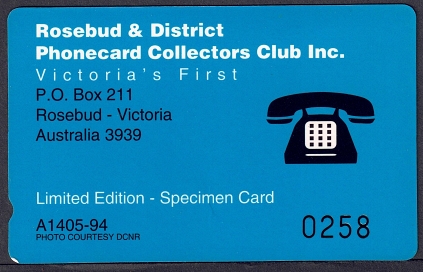 Rosebud & District
Phonecard Collectors Club Inc.
Victoria's First
P.O. Box 211
Rosebud - Victoria
Australia 3939
Limited Edition - Specimen Card
A1405-94
PHOTO COURTESY DCNR
0258